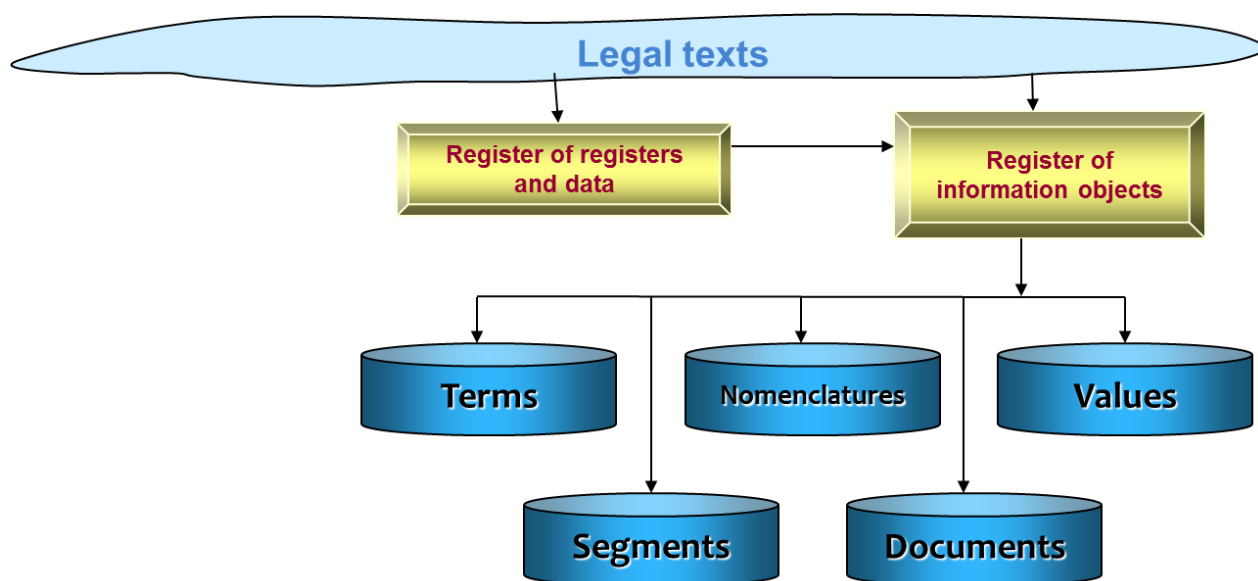 Legal texts
Register of registers
and data
Register of
information objects
Terms
Nomenclatures
Values
Segments
Documents